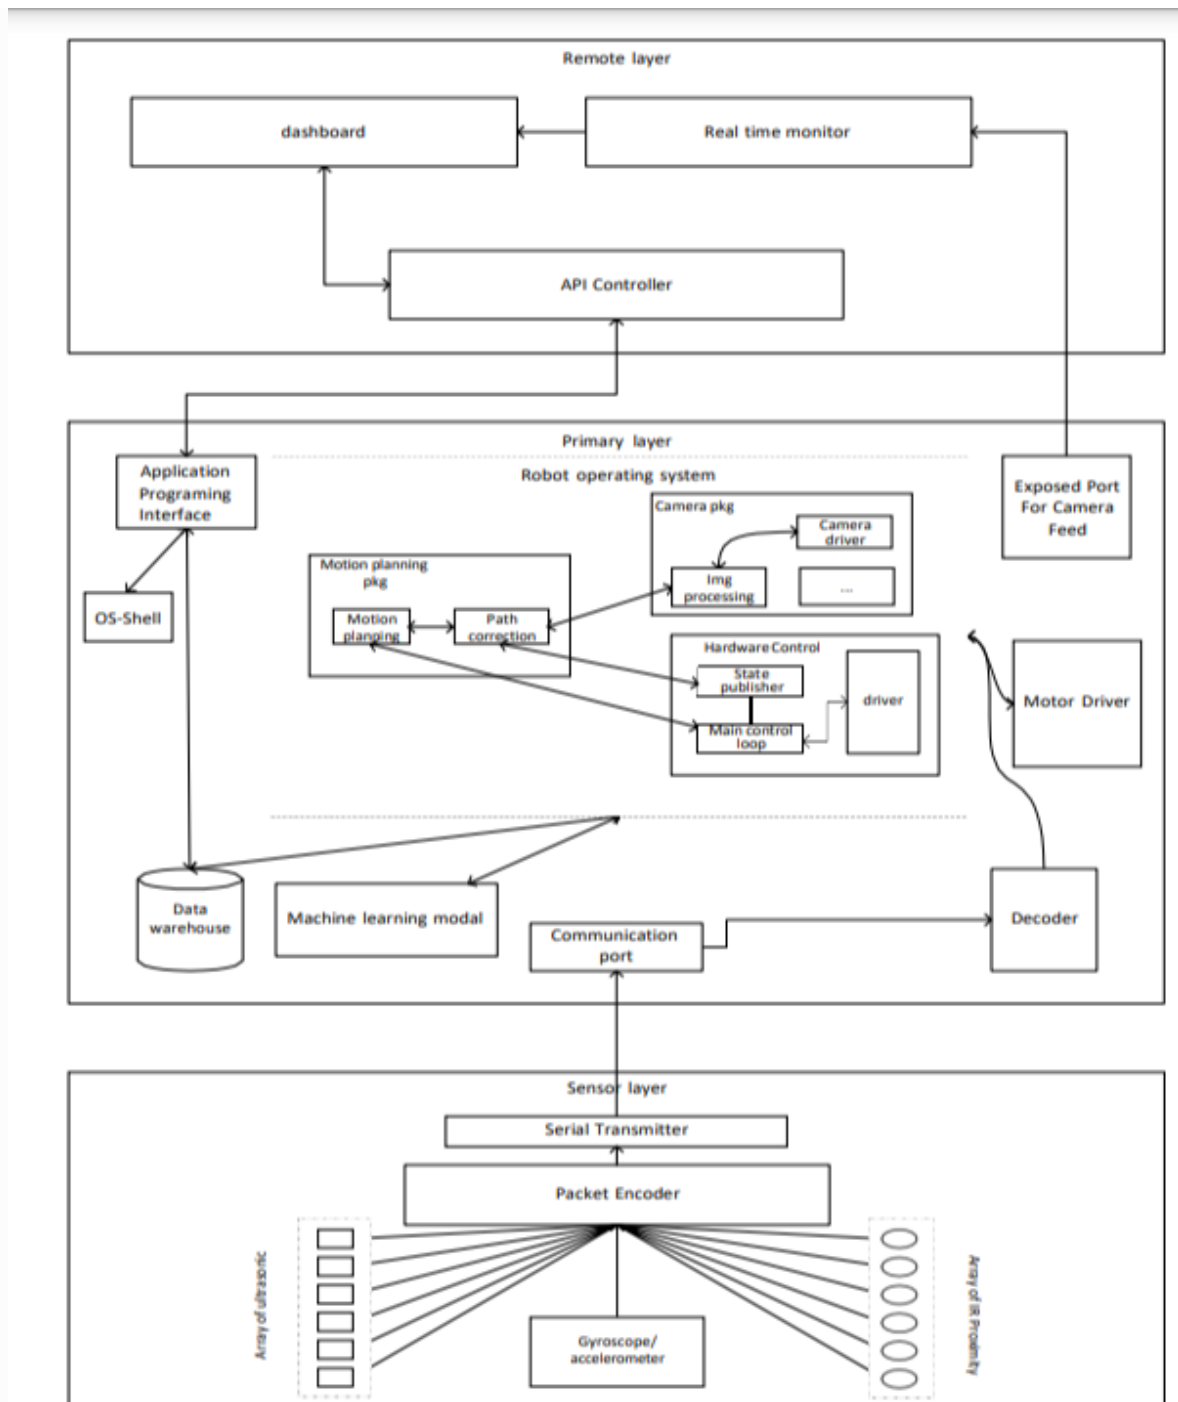 Remote layer
dashboard
Real time monitor
API Controller
Primary layer
Application
Programing
Interface
Robot operating system
Exposed Port
For Camera
Feed
Camera pkg
Camera
driver
Motion planning
pkg
Img
processing
...
OS-Shell
Motion
planping
Path
correction
Hardware Control
State
publisher
driver
Motor Driver
Main control
loop
Data
warehouse
Machine learning modal
Communication
port
Decoder
Sensor layer
Serial Transmitter
Packet Encoder
Array of ultrasonic
Array of IR Proximity
Gyroscope/
accelerometer